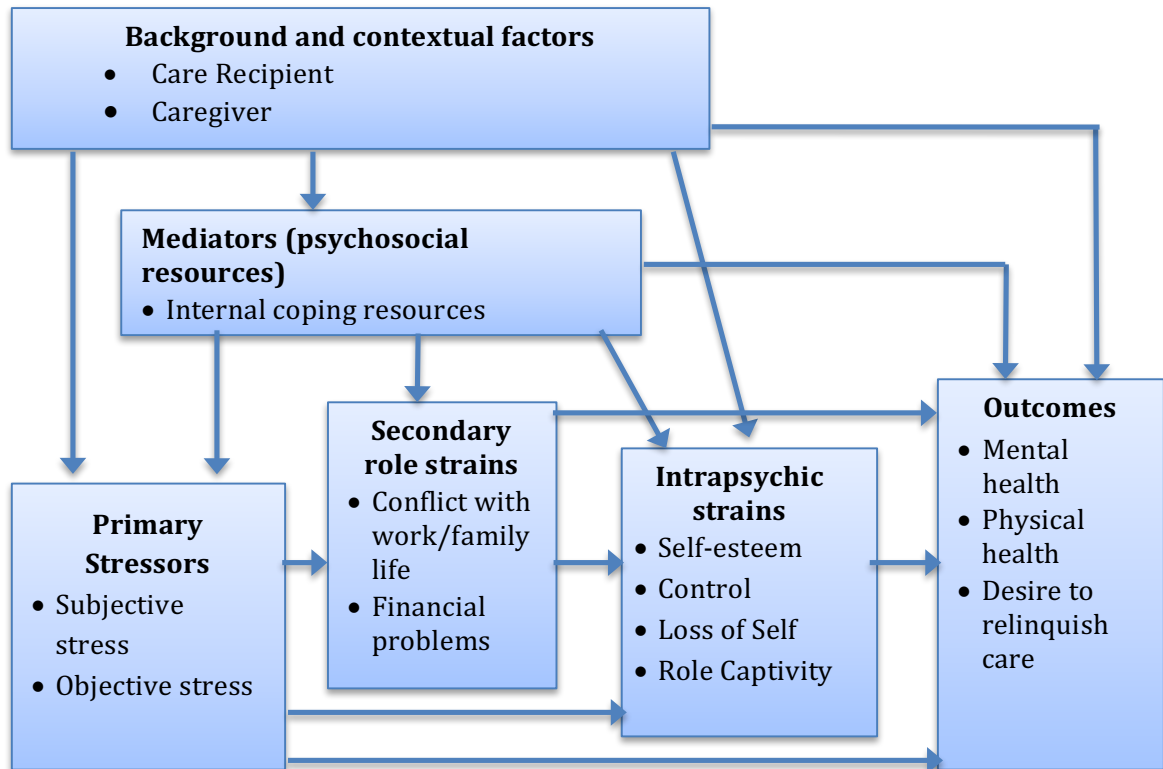 Background and contextual factors
• Care Recipient
• Caregiver
Mediators (psychosocial
resources)
• Internal coping resources
Primary
Stressors
• Subjective
stress
• Objective stress
Secondary
role strains
• Conflict with
work/family
life
• Financial
problems
Intrapsychic
strains
• Self-esteem
• Control
• Loss of Self
• Role Captivity
Outcomes
• Mental
health
• Physical
health
• Desire to
relinquish
care